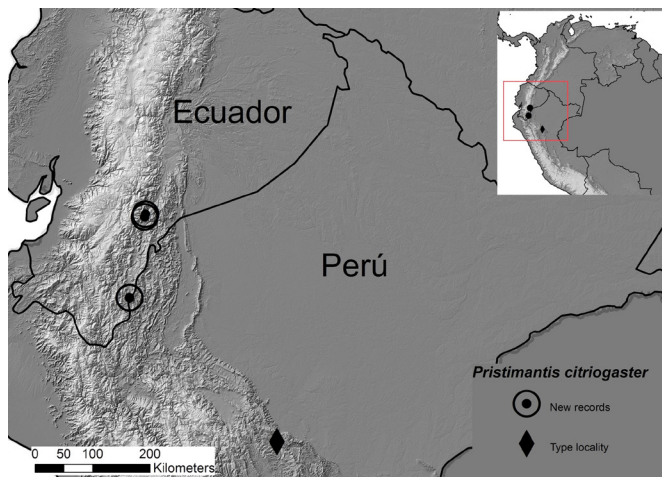 Ecuador
Perú
Pristimantis citriogaster
New records
Type locality
0 50 100 200
Kilometers